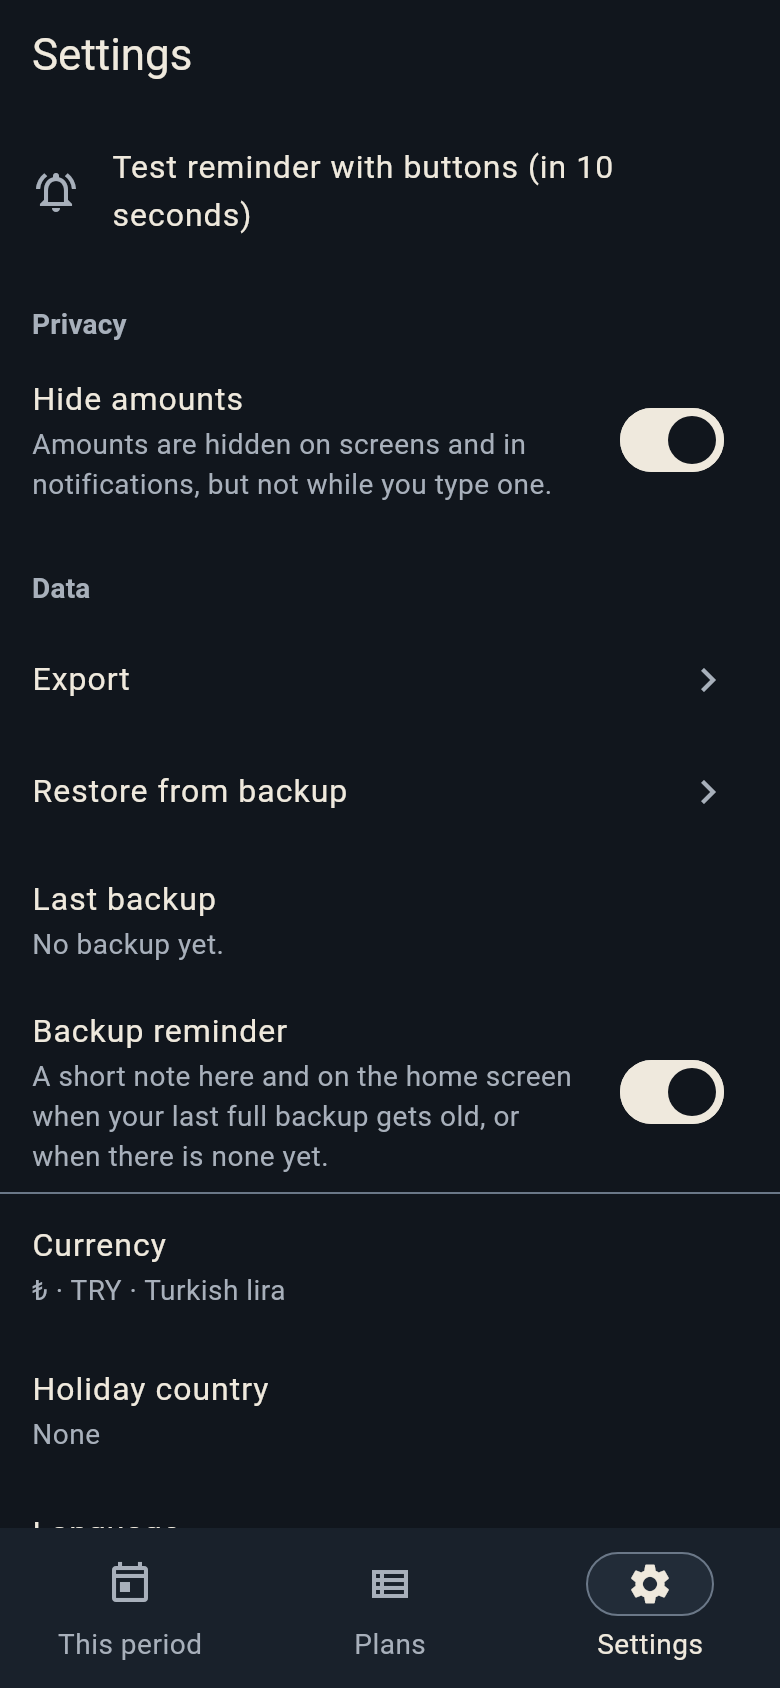 Settings
Test reminder with buttons (in 10
seconds)
Privacy
Hide amounts
Amounts are hidden on screens and in
notifications, but not while you type one.
Data
Export
Restore from backup
Last backup
No backup yet.
Backup reminder
A short note here and on the home screen
when your last full backup gets old, or
when there is none yet.
Currency
₺ · TRY · Turkish lira
Holiday country
None
Language
This period
Plans
Settings